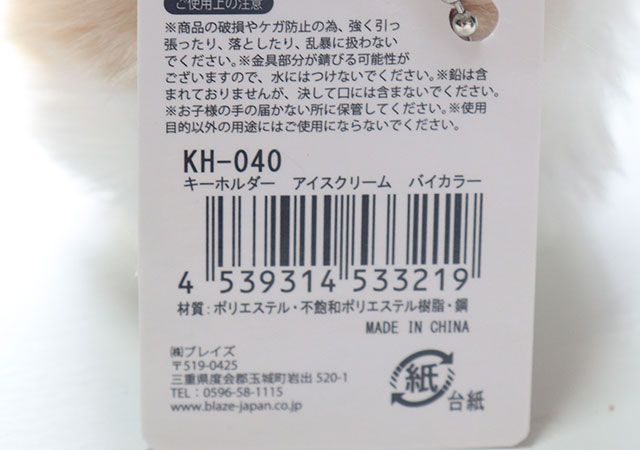 ご使用上の注意
※商品の破損やケガ防止の為、強く引っ
張ったり、落としたり、乱暴に扱わない
でください。※金具部分が錆びる可能性が
ございますので、水にはつけないでください。※鉛は含
まれておりませんが、決して口には含まないでください。
※お子様の手の届かない所に保管してください。※使用
目的以外の用途にはご使用にならないでください。
KH-040
キーホルダー アイスクリーム バイカラー
4 539314 533219
材質：ポリエステル・不飽和ポリエステル樹脂・鋼
MADE IN CHINA
㈱ブレイズ
〒519-0425
三重県度会郡玉城町岩出 520-1
TEL：0596-58-1115
www.blaze-japan.co.jp
紙
台紙